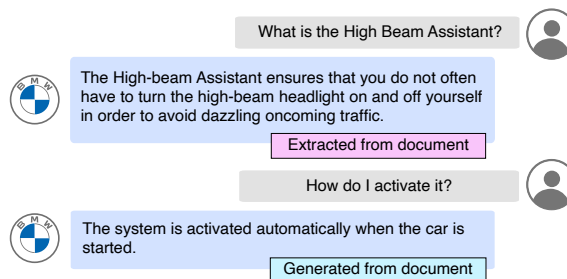 What is the High Beam Assistant?
BMW
The High-beam Assistant ensures that you do not often
have to turn the high-beam headlight on and off yourself
in order to avoid dazzling oncoming traffic.
Extracted from document
How do I activate it?
BMW
The system is activated automatically when the car is
started.
Generated from document